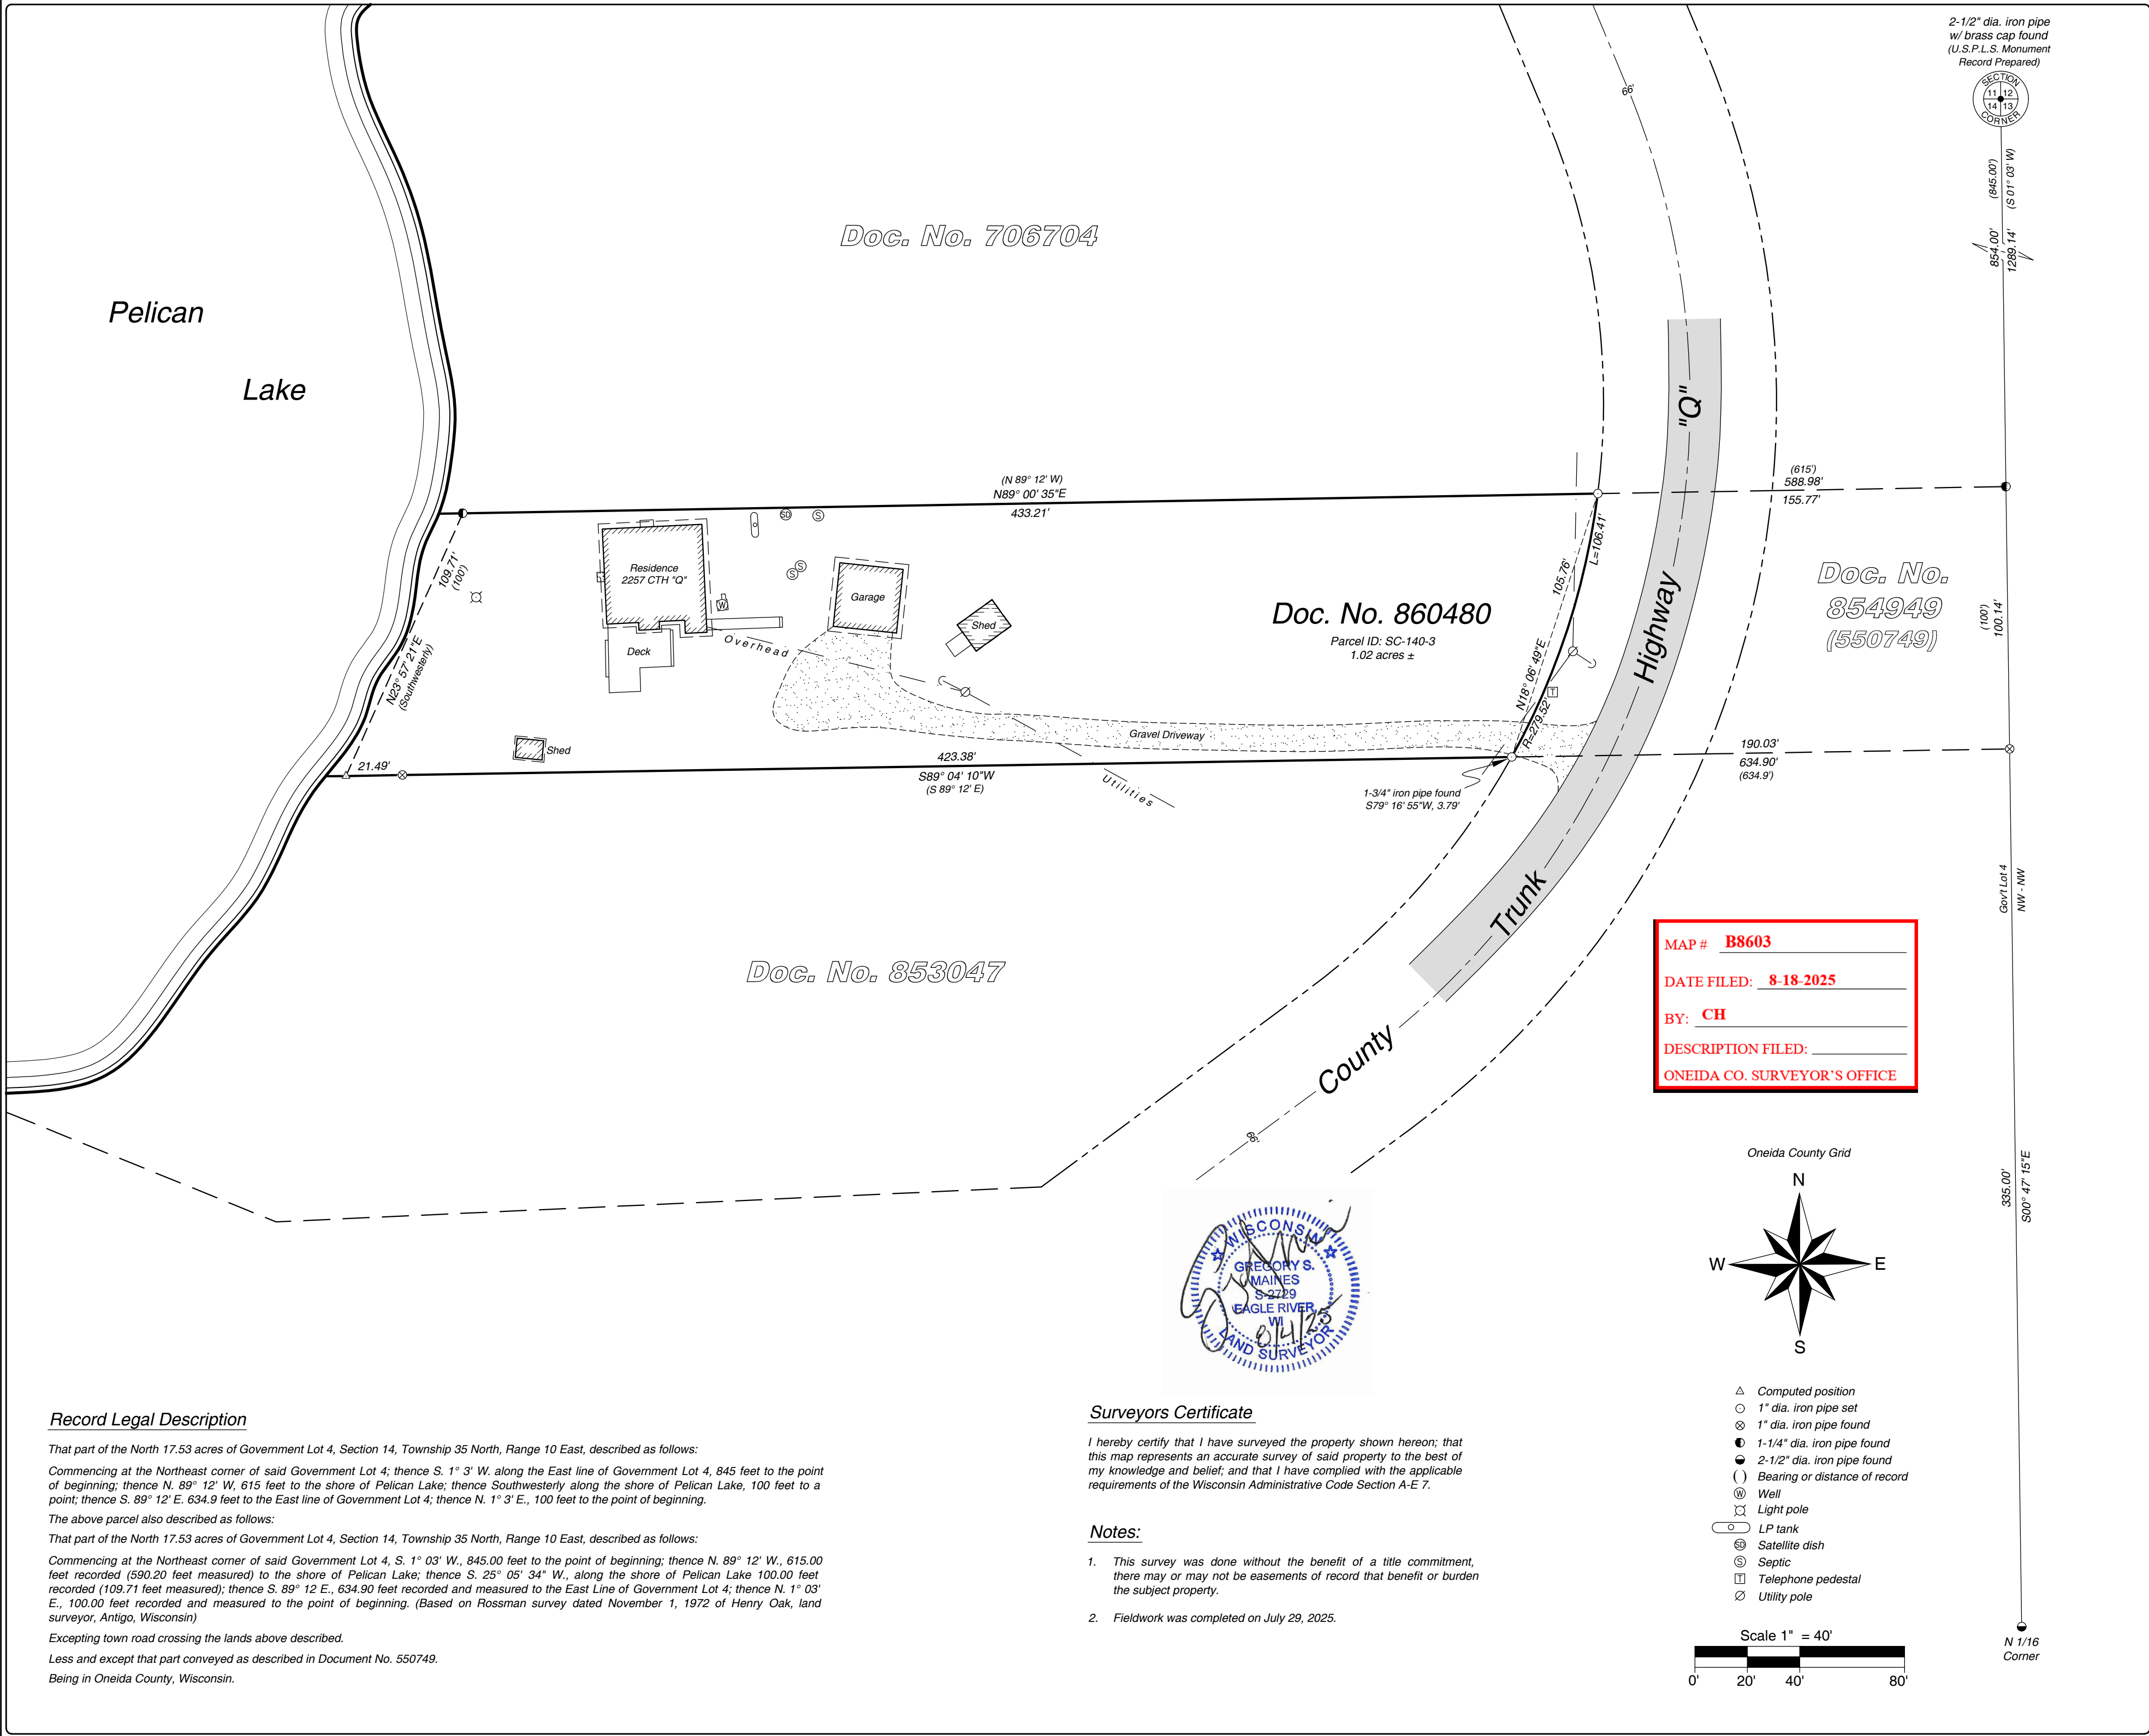 2-1/2" dia. iron pipe
w/ brass cap found
(U.S.P.L.S. Monument
Record Prepared)
SECTION
11 12
14 13
CORNER
(845.00')
(S 01° 03' W)
854.00'
1289.14'
66'
Doc. No. 706704
Pelican
Lake
"Q"
(N 89° 12' W)
N89° 00' 35"E
433.21'
(615')
588.98'
155.77'
109.71'
(100')
N23° 57' 21"E
(Southwesterly)
SD
S
S
S
Residence
2257 CTH "Q"
W
Deck
Garage
Shed
Overhead
Doc. No. 860480
Parcel ID: SC-140-3
1.02 acres ±
105.76'
L=106.41'
N18° 06' 49"E
R=279.52'
T
Highway
Doc. No.
854949
(550749)
(100')
100.14'
Gravel Driveway
Shed
21.49'
423.38'
S89° 04' 10"W
(S 89° 12' E)
Utilities
1-3/4" iron pipe found
S79° 16' 55"W, 3.79'
190.03'
634.90'
(634.9')
Gov't Lot 4
NW - NW
Trunk
Doc. No. 853047
County
66'
MAP # B8603
DATE FILED: 8-18-2025
BY: CH
DESCRIPTION FILED:
ONEIDA CO. SURVEYOR'S OFFICE
335.00'
S00° 47' 15"E
Oneida County Grid
N
W
E
S
WISCONSIN
GREGORY S.
MAINES
S-2729
EAGLE RIVER,
WI
8/4/25
LAND SURVEYOR
Computed position
1" dia. iron pipe set
1" dia. iron pipe found
1-1/4" dia. iron pipe found
2-1/2" dia. iron pipe found
( ) Bearing or distance of record
W Well
Light pole
LP tank
SD Satellite dish
S Septic
T Telephone pedestal
Utility pole
Scale 1" = 40'
0' 20' 40' 80'
N 1/16
Corner
Record Legal Description
That part of the North 17.53 acres of Government Lot 4, Section 14, Township 35 North, Range 10 East, described as follows:
Commencing at the Northeast corner of said Government Lot 4; thence S. 1° 3' W. along the East line of Government Lot 4, 845 feet to the point
of beginning; thence N. 89° 12' W, 615 feet to the shore of Pelican Lake; thence Southwesterly along the shore of Pelican Lake, 100 feet to a
point; thence S. 89° 12' E. 634.9 feet to the East line of Government Lot 4; thence N. 1° 3' E., 100 feet to the point of beginning.
The above parcel also described as follows:
That part of the North 17.53 acres of Government Lot 4, Section 14, Township 35 North, Range 10 East, described as follows:
Commencing at the Northeast corner of said Government Lot 4, S. 1° 03' W., 845.00 feet to the point of beginning; thence N. 89° 12' W., 615.00
feet recorded (590.20 feet measured) to the shore of Pelican Lake; thence S. 25° 05' 34" W., along the shore of Pelican Lake 100.00 feet
recorded (109.71 feet measured); thence S. 89° 12 E., 634.90 feet recorded and measured to the East Line of Government Lot 4; thence N. 1° 03'
E., 100.00 feet recorded and measured to the point of beginning. (Based on Rossman survey dated November 1, 1972 of Henry Oak, land
surveyor, Antigo, Wisconsin)
Excepting town road crossing the lands above described.
Less and except that part conveyed as described in Document No. 550749.
Being in Oneida County, Wisconsin.
Surveyors Certificate
I hereby certify that I have surveyed the property shown hereon; that
this map represents an accurate survey of said property to the best of
my knowledge and belief; and that I have complied with the applicable
requirements of the Wisconsin Administrative Code Section A-E 7.
Notes:
1. This survey was done without the benefit of a title commitment,
there may or may not be easements of record that benefit or burden
the subject property.
2. Fieldwork was completed on July 29, 2025.